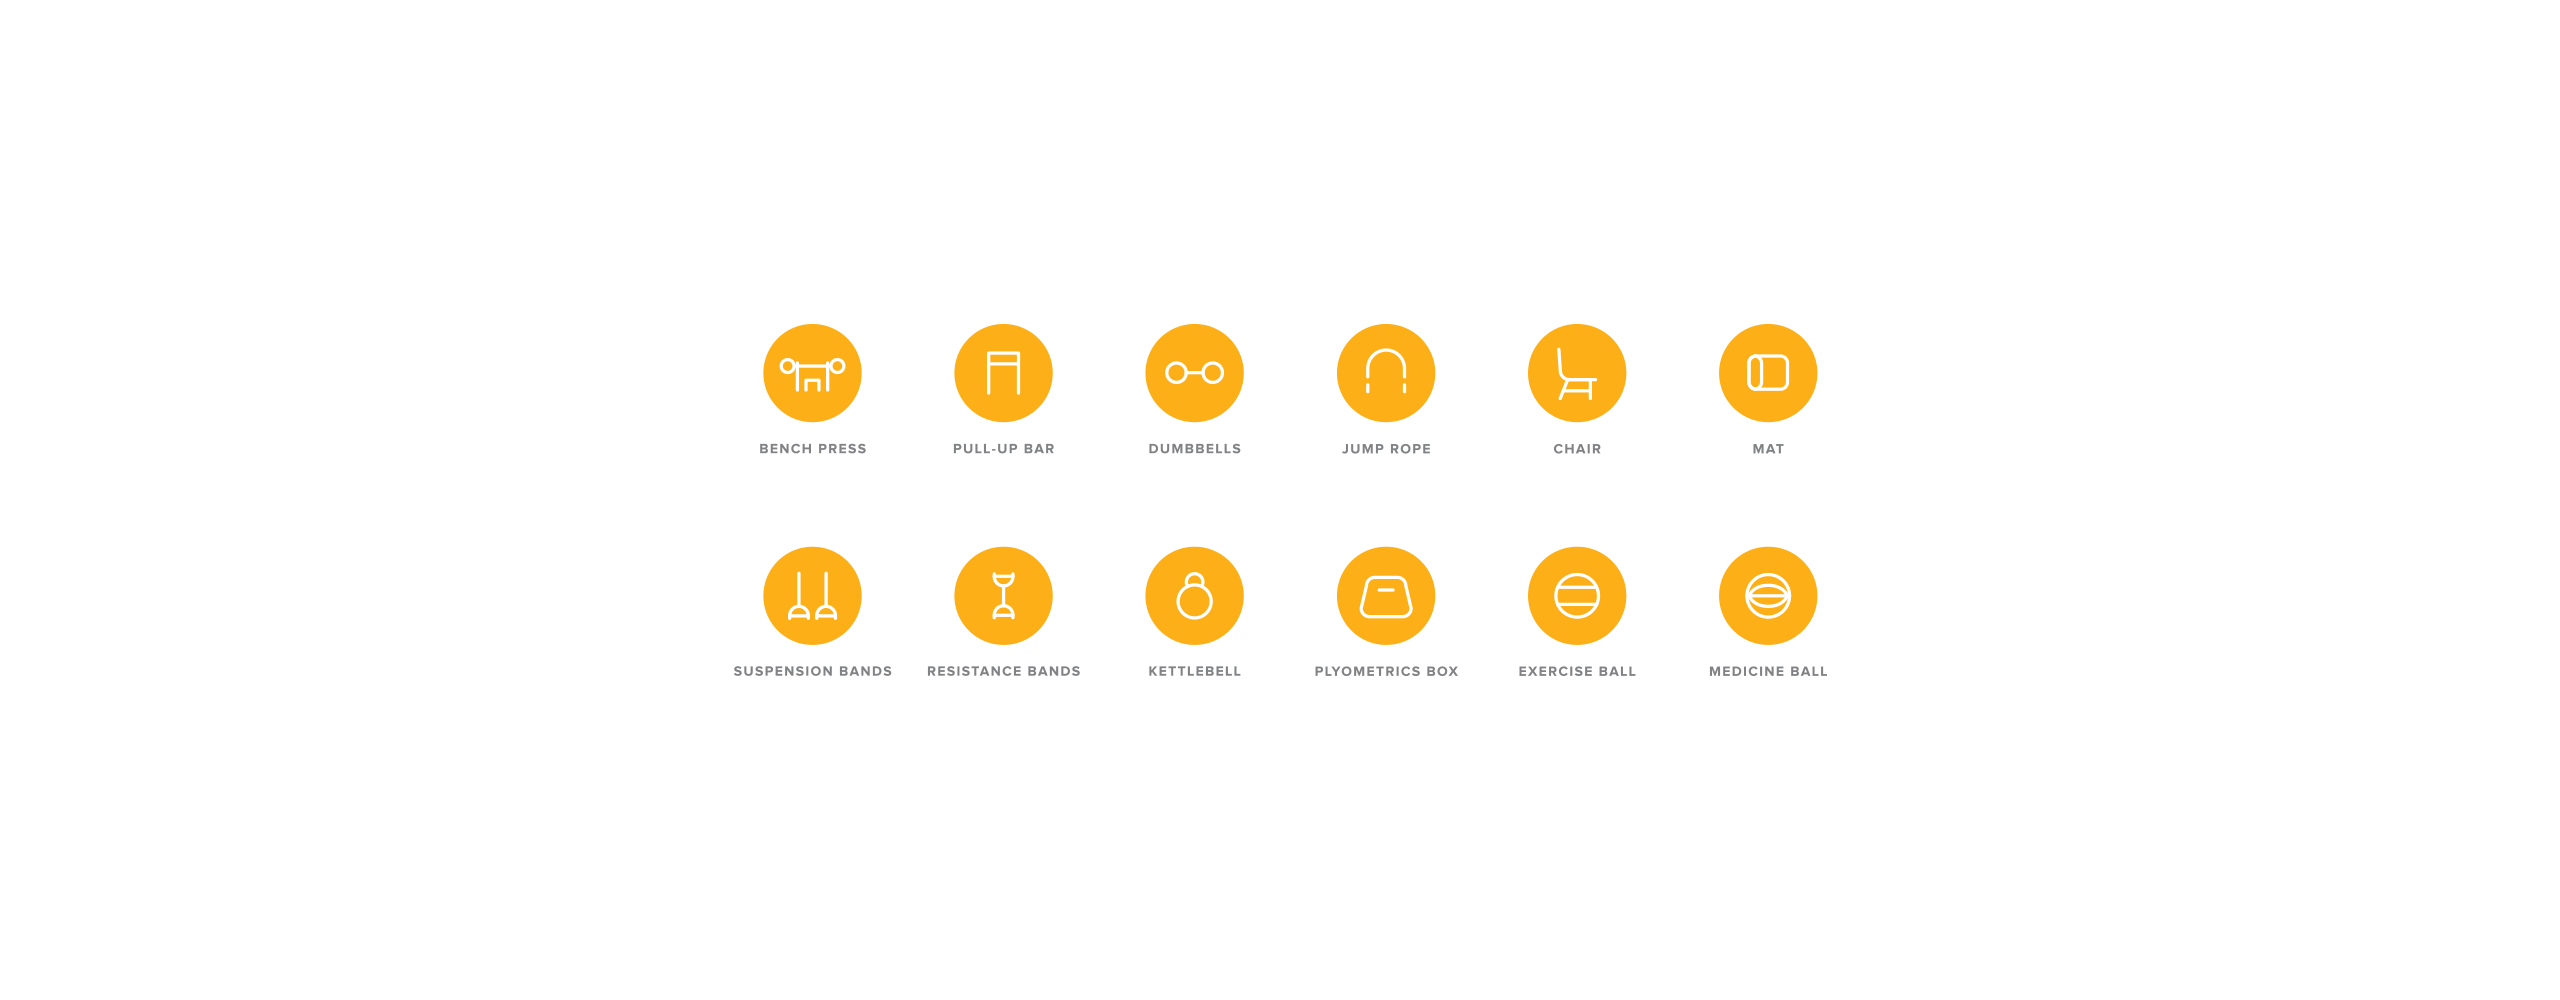 BENCH PRESS
PULL-UP BAR
DUMBBELLS
JUMP ROPE
CHAIR
MAT
SUSPENSION BANDS
RESISTANCE BANDS
KETTLEBELL
PLYOMETRICS BOX
EXERCISE BALL
MEDICINE BALL